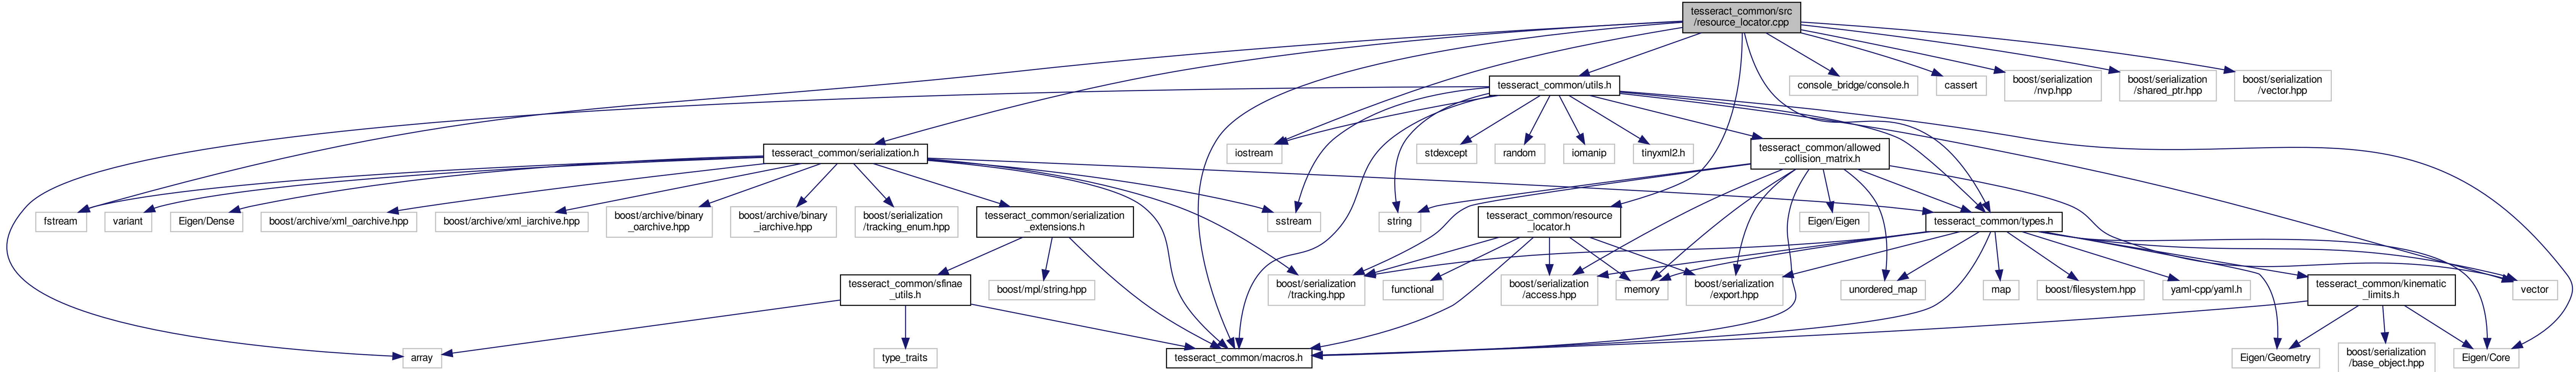 tesseract_common/src
/resource_locator.cpp
tesseract_common/utils.h
console_bridge/console.h
cassert
boost/serialization
/nvp.hpp
boost/serialization
/shared_ptr.hpp
boost/serialization
/vector.hpp
tesseract_common/serialization.h
iostream
stdexcept
random
iomanip
tinyxml2.h
tesseract_common/allowed
_collision_matrix.h
fstream
variant
Eigen/Dense
boost/archive/xml_oarchive.hpp
boost/archive/xml_iarchive.hpp
boost/archive/binary
_oarchive.hpp
boost/archive/binary
_iarchive.hpp
boost/serialization
/tracking_enum.hpp
tesseract_common/serialization
_extensions.h
sstream
string
tesseract_common/resource
_locator.h
Eigen/Eigen
tesseract_common/types.h
tesseract_common/sfinae
_utils.h
boost/mpl/string.hpp
boost/serialization
/tracking.hpp
functional
boost/serialization
/access.hpp
memory
boost/serialization
/export.hpp
unordered_map
map
boost/filesystem.hpp
yaml-cpp/yaml.h
tesseract_common/kinematic
_limits.h
vector
array
type_traits
tesseract_common/macros.h
Eigen/Geometry
boost/serialization
/base_object.hpp
Eigen/Core